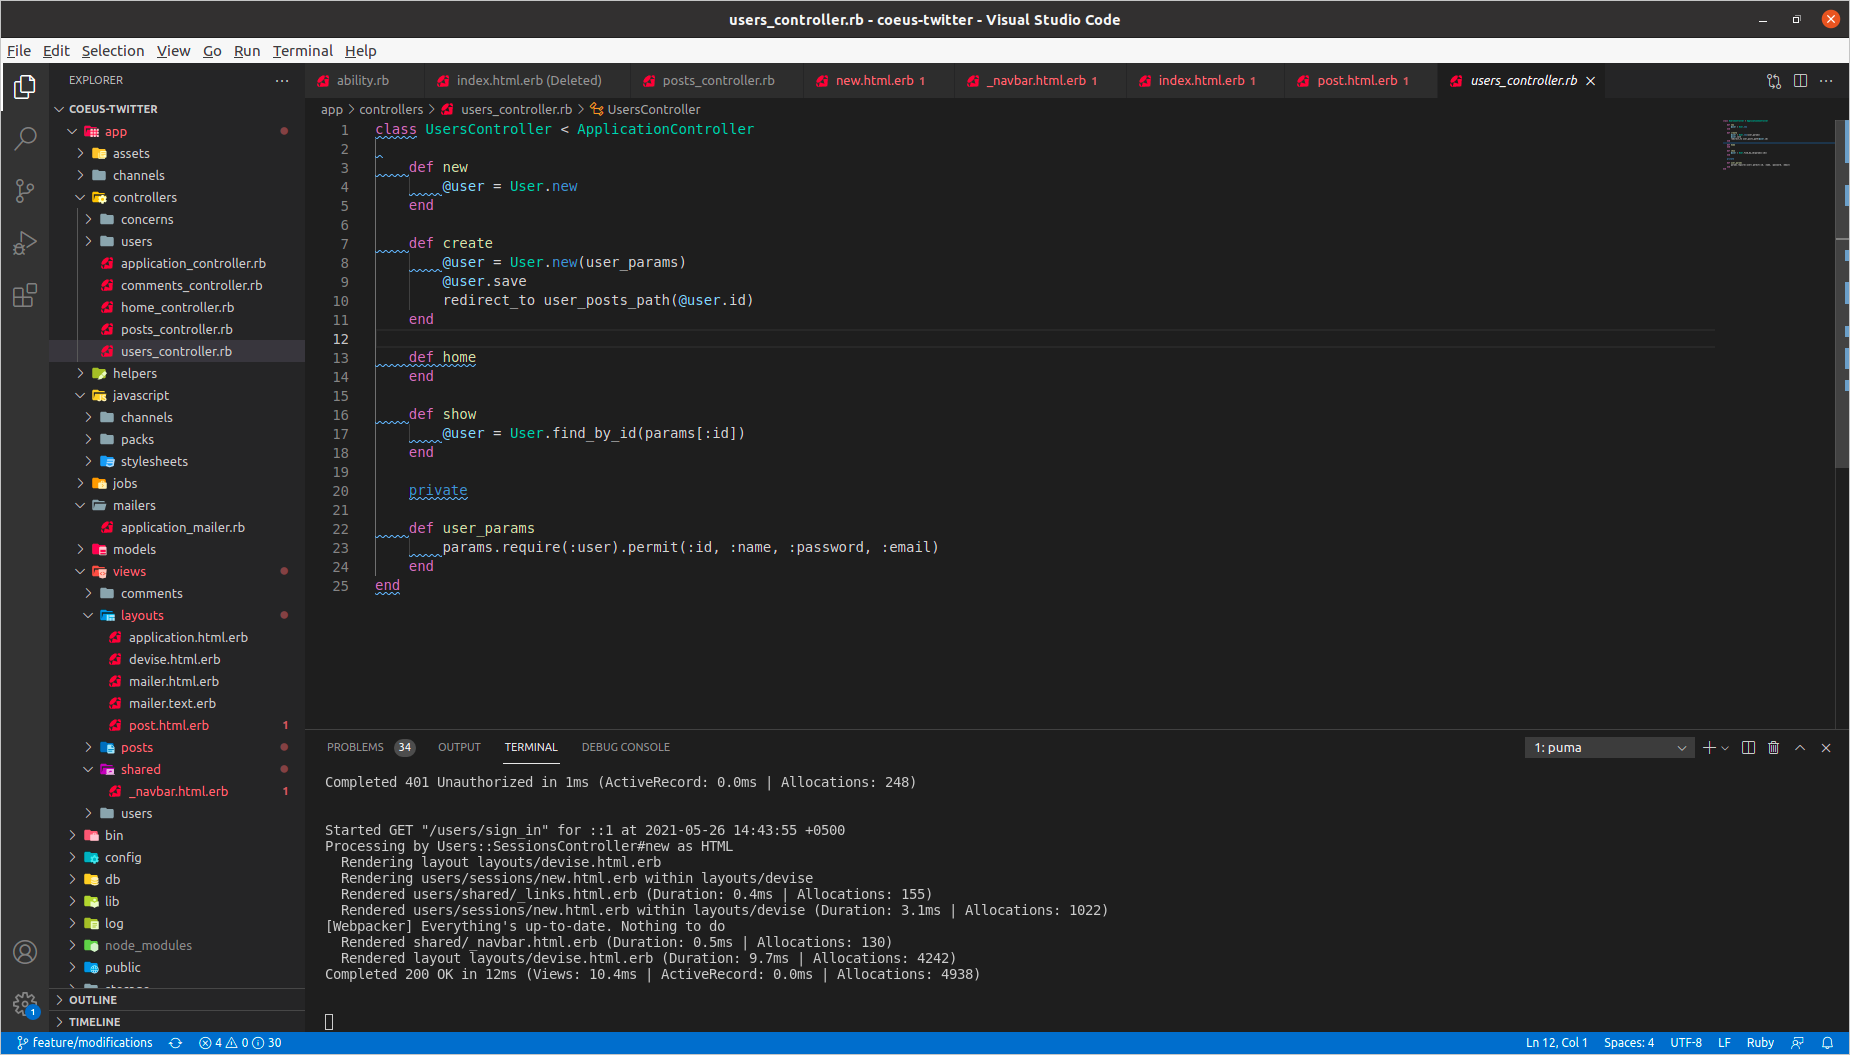 users_controller.rb - coeus-twitter - Visual Studio Code
File Edit Selection View Go Run Terminal Help
EXPLORER
COEUS-TWITTER
app
assets
channels
controllers
concerns
users
application_controller.rb
comments_controller.rb
home_controller.rb
posts_controller.rb
users_controller.rb
helpers
javascript
channels
packs
stylesheets
jobs
mailers
application_mailer.rb
models
views
comments
layouts
application.html.erb
devise.html.erb
mailer.html.erb
mailer.text.erb
post.html.erb 1
posts
shared
_navbar.html.erb 1
users
bin
config
db
lib
log
node_modules
public
OUTLINE
TIMELINE
ability.rb index.html.erb (Deleted) posts_controller.rb new.html.erb 1 _navbar.html.erb 1 index.html.erb 1 post.html.erb 1 users_controller.rb
app > controllers > users_controller.rb > UsersController
1 class UsersController < ApplicationController
2
3 def new
4 @user = User.new
5 end
6
7 def create
8 @user = User.new(user_params)
9 @user.save
10 redirect_to user_posts_path(@user.id)
11 end
12
13 def home
14 end
15
16 def show
17 @user = User.find_by_id(params[:id])
18 end
19
20 private
21
22 def user_params
23 params.require(:user).permit(:id, :name, :password, :email)
24 end
25 end
PROBLEMS 34 OUTPUT TERMINAL DEBUG CONSOLE 1: puma
Completed 401 Unauthorized in 1ms (ActiveRecord: 0.0ms | Allocations: 248)
Started GET "/users/sign_in" for ::1 at 2021-05-26 14:43:55 +0500
Processing by Users::SessionsController#new as HTML
Rendering layout layouts/devise.html.erb
Rendering users/sessions/new.html.erb within layouts/devise
Rendered users/shared/_links.html.erb (Duration: 0.4ms | Allocations: 155)
Rendered users/sessions/new.html.erb within layouts/devise (Duration: 3.1ms | Allocations: 1022)
[Webpacker] Everything's up-to-date. Nothing to do
Rendered shared/_navbar.html.erb (Duration: 0.5ms | Allocations: 130)
Rendered layout layouts/devise.html.erb (Duration: 9.7ms | Allocations: 4242)
Completed 200 OK in 12ms (Views: 10.4ms | ActiveRecord: 0.0ms | Allocations: 4938)
1
feature/modifications 4 0 30 Ln 12, Col 1 Spaces: 4 UTF-8 LF Ruby